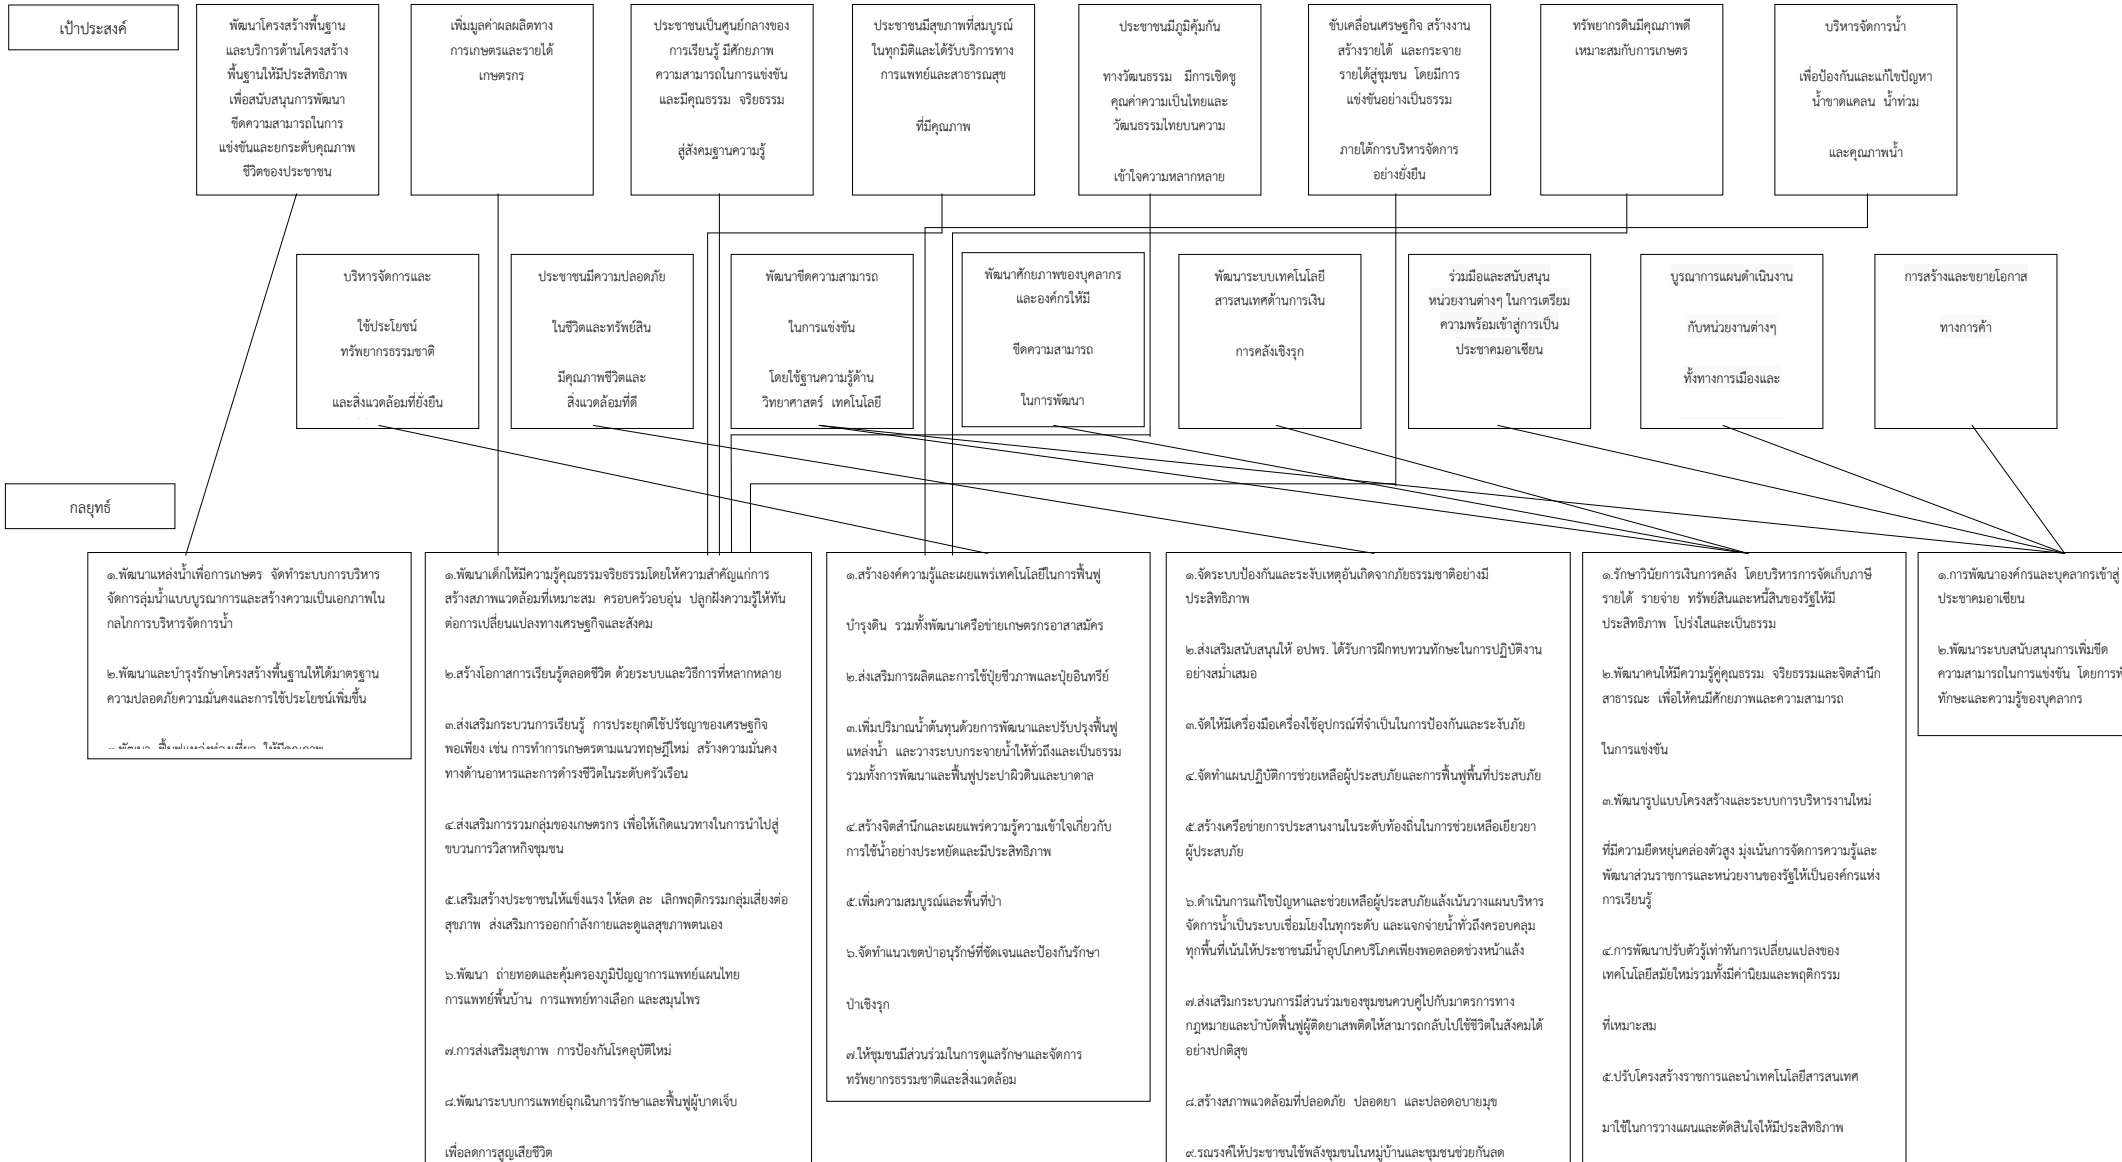 เป้าประสงค์
พัฒนาโครงสร้างพื้นฐาน
และบริการด้านโครงสร้าง
พื้นฐานให้มีประสิทธิภาพ
เพื่อสนับสนุนการพัฒนา
ขีดความสามารถในการ
แข่งขันและยกระดับคุณภาพ
ชีวิตของประชาชน
เพิ่มมูลค่าผลผลิตทาง
การเกษตรและรายได้
เกษตรกร
ประชาชนเป็นศูนย์กลางของ
การเรียนรู้ มีศักยภาพ
ความสามารถในการแข่งขัน
และมีคุณธรรม จริยธรรม
สู่สังคมฐานความรู้
ประชาชนมีสุขภาพที่สมบูรณ์
ในทุกมิติและได้รับบริการทาง
การแพทย์และสาธารณสุข
ที่มีคุณภาพ
ประชาชนมีภูมิคุ้มกัน
ทางวัฒนธรรม มีการเชิดชู
คุณค่าความเป็นไทยและ
วัฒนธรรมไทยบนความ
เข้าใจความหลากหลาย
ขับเคลื่อนเศรษฐกิจ สร้างงาน
สร้างรายได้ และกระจาย
รายได้สู่ชุมชน โดยมีการ
แข่งขันอย่างเป็นธรรม
ภายใต้การบริหารจัดการ
อย่างยั่งยืน
ทรัพยากรดินมีคุณภาพดี
เหมาะสมกับการเกษตร
บริหารจัดการน้ำ
เพื่อป้องกันและแก้ไขปัญหา
น้ำขาดแคลน น้ำท่วม
และคุณภาพน้ำ
บริหารจัดการและ
ใช้ประโยชน์
ทรัพยากรธรรมชาติ
และสิ่งแวดล้อมที่ยั่งยืน
ประชาชนมีความปลอดภัย
ในชีวิตและทรัพย์สิน
มีคุณภาพชีวิตและ
สิ่งแวดล้อมที่ดี
พัฒนาขีดความสามารถ
ในการแข่งขัน
โดยใช้ฐานความรู้ด้าน
วิทยาศาสตร์ เทคโนโลยี
พัฒนาศักยภาพของบุคลากร
และองค์กรให้มี
ขีดความสามารถ
ในการพัฒนา
พัฒนาระบบเทคโนโลยี
สารสนเทศด้านการเงิน
การคลังเชิงรุก
ร่วมมือและสนับสนุน
หน่วยงานต่างๆ ในการเตรียม
ความพร้อมเข้าสู่การเป็น
ประชาคมอาเซียน
บูรณาการแผนดำเนินงาน
กับหน่วยงานต่างๆ
ทั้งทางการเมืองและ
การสร้างและขยายโอกาส
ทางการค้า
กลยุทธ์
๑.พัฒนาแหล่งน้ำเพื่อการเกษตร จัดทำระบบการบริหาร
จัดการลุ่มน้ำแบบบูรณาการและสร้างความเป็นเอกภาพใน
กลไกการบริหารจัดการน้ำ
๒.พัฒนาและบำรุงรักษาโครงสร้างพื้นฐานให้ได้มาตรฐาน
ความปลอดภัยความมั่นคงและการใช้ประโยชน์เพิ่มขึ้น
๑.พัฒนาเด็กให้มีความรู้คุณธรรมจริยธรรมโดยให้ความสำคัญแก่การ
สร้างสภาพแวดล้อมที่เหมาะสม ครอบครัวอบอุ่น ปลูกฝังความรู้ให้ทัน
ต่อการเปลี่ยนแปลงทางเศรษฐกิจและสังคม
๒.สร้างโอกาสการเรียนรู้ตลอดชีวิต ด้วยระบบและวิธีการที่หลากหลาย
๓.ส่งเสริมกระบวนการเรียนรู้ การประยุกต์ใช้ปรัชญาของเศรษฐกิจ
พอเพียง เช่น การทำการเกษตรตามแนวทฤษฎีใหม่ สร้างความมั่นคง
ทางด้านอาหารและการดำรงชีวิตในระดับครัวเรือน
๔.ส่งเสริมการรวมกลุ่มของเกษตรกร เพื่อให้เกิดแนวทางในการนำไปสู่
ขบวนการวิสาหกิจชุมชน
๕.เสริมสร้างประชาชนให้แข็งแรง ให้ลด ละ เลิกพฤติกรรมกลุ่มเสี่ยงต่อ
สุขภาพ ส่งเสริมการออกกำลังกายและดูแลสุขภาพตนเอง
๖.พัฒนา ถ่ายทอดและคุ้มครองภูมิปัญญาการแพทย์แผนไทย
การแพทย์พื้นบ้าน การแพทย์ทางเลือก และสมุนไพร
๗.การส่งเสริมสุขภาพ การป้องกันโรคอุบัติใหม่
๘.พัฒนาระบบการแพทย์ฉุกเฉินการรักษาและฟื้นฟูผู้บาดเจ็บ
เพื่อลดการสูญเสียชีวิต
๑.สร้างองค์ความรู้และเผยแพร่เทคโนโลยีในการฟื้นฟู
บำรุงดิน รวมทั้งพัฒนาเครือข่ายเกษตรกรอาสาสมัคร
๒.ส่งเสริมการผลิตและการใช้ปุ๋ยชีวภาพและปุ๋ยอินทรีย์
๓.เพิ่มปริมาณน้ำต้นทุนด้วยการพัฒนาและปรับปรุงฟื้นฟู
แหล่งน้ำ และวางระบบกระจายน้ำให้ทั่วถึงและเป็นธรรม
รวมทั้งการพัฒนาและฟื้นฟูประปาผิวดินและบาดาล
๔.สร้างจิตสำนึกและเผยแพร่ความรู้ความเข้าใจเกี่ยวกับ
การใช้น้ำอย่างประหยัดและมีประสิทธิภาพ
๕.เพิ่มความสมบูรณ์และพื้นที่ป่า
๖.จัดทำแนวเขตป่าอนุรักษ์ที่ชัดเจนและป้องกันรักษา
ป่าเชิงรุก
๗.ให้ชุมชนมีส่วนร่วมในการดูแลรักษาและจัดการ
ทรัพยากรธรรมชาติและสิ่งแวดล้อม
๑.จัดระบบป้องกันและระงับเหตุอันเกิดจากภัยธรรมชาติอย่างมี
ประสิทธิภาพ
๒.ส่งเสริมสนับสนุนให้ อปพร. ได้รับการฝึกทบทวนทักษะในการปฏิบัติงาน
อย่างสม่ำเสมอ
๓.จัดให้มีเครื่องมือเครื่องใช้อุปกรณ์ที่จำเป็นในการป้องกันและระงับภัย
๔.จัดทำแผนปฏิบัติการช่วยเหลือผู้ประสบภัยและการฟื้นฟูพื้นที่ประสบภัย
๕.สร้างเครือข่ายการประสานงานในระดับท้องถิ่นในการช่วยเหลือเยียวยา
ผู้ประสบภัย
๖.ดำเนินการแก้ไขปัญหาและช่วยเหลือผู้ประสบภัยแล้งเน้นวางแผนบริหาร
จัดการน้ำเป็นระบบเชื่อมโยงในทุกระดับ และแจกจ่ายน้ำทั่วถึงครอบคลุม
ทุกพื้นที่เน้นให้ประชาชนมีน้ำอุปโภคบริโภคเพียงพอตลอดช่วงหน้าแล้ง
๗.ส่งเสริมกระบวนการมีส่วนร่วมของชุมชนควบคู่ไปกับมาตรการทาง
กฎหมายและบำบัดฟื้นฟูผู้ติดยาเสพติดให้สามารถกลับไปใช้ชีวิตในสังคมได้
อย่างปกติสุข
๘.สร้างสภาพแวดล้อมที่ปลอดภัย ปลอดยา และปลอดอบายมุข
๙.รณรงค์ให้ประชาชนใช้พลังชุมชนในหมู่บ้านและชุมชนช่วยกันลด
๑.รักษาวินัยการเงินการคลัง โดยบริหารการจัดเก็บภาษี
รายได้ รายจ่าย ทรัพย์สินและหนี้สินของรัฐให้มี
ประสิทธิภาพ โปร่งใสและเป็นธรรม
๒.พัฒนาคนให้มีความรู้คู่คุณธรรม จริยธรรมและจิตสำนึก
สาธารณะ เพื่อให้คนมีศักยภาพและความสามารถ
ในการแข่งขัน
๓.พัฒนารูปแบบโครงสร้างและระบบการบริหารงานใหม่
ที่มีความยืดหยุ่นคล่องตัวสูง มุ่งเน้นการจัดการความรู้และ
พัฒนาส่วนราชการและหน่วยงานของรัฐให้เป็นองค์กรแห่ง
การเรียนรู้
๔.การพัฒนาปรับตัวรู้เท่าทันการเปลี่ยนแปลงของ
เทคโนโลยีสมัยใหม่รวมทั้งมีค่านิยมและพฤติกรรม
ที่เหมาะสม
๕.ปรับโครงสร้างราชการและนำเทคโนโลยีสารสนเทศ
มาใช้ในการวางแผนและตัดสินใจให้มีประสิทธิภาพ
๑.การพัฒนาองค์กรและบุคลากรเข้าสู่
ประชาคมอาเซียน
๒.พัฒนาระบบสนับสนุนการเพิ่มขีด
ความสามารถในการแข่งขัน โดยการ
ทักษะและความรู้ของบุคลากร